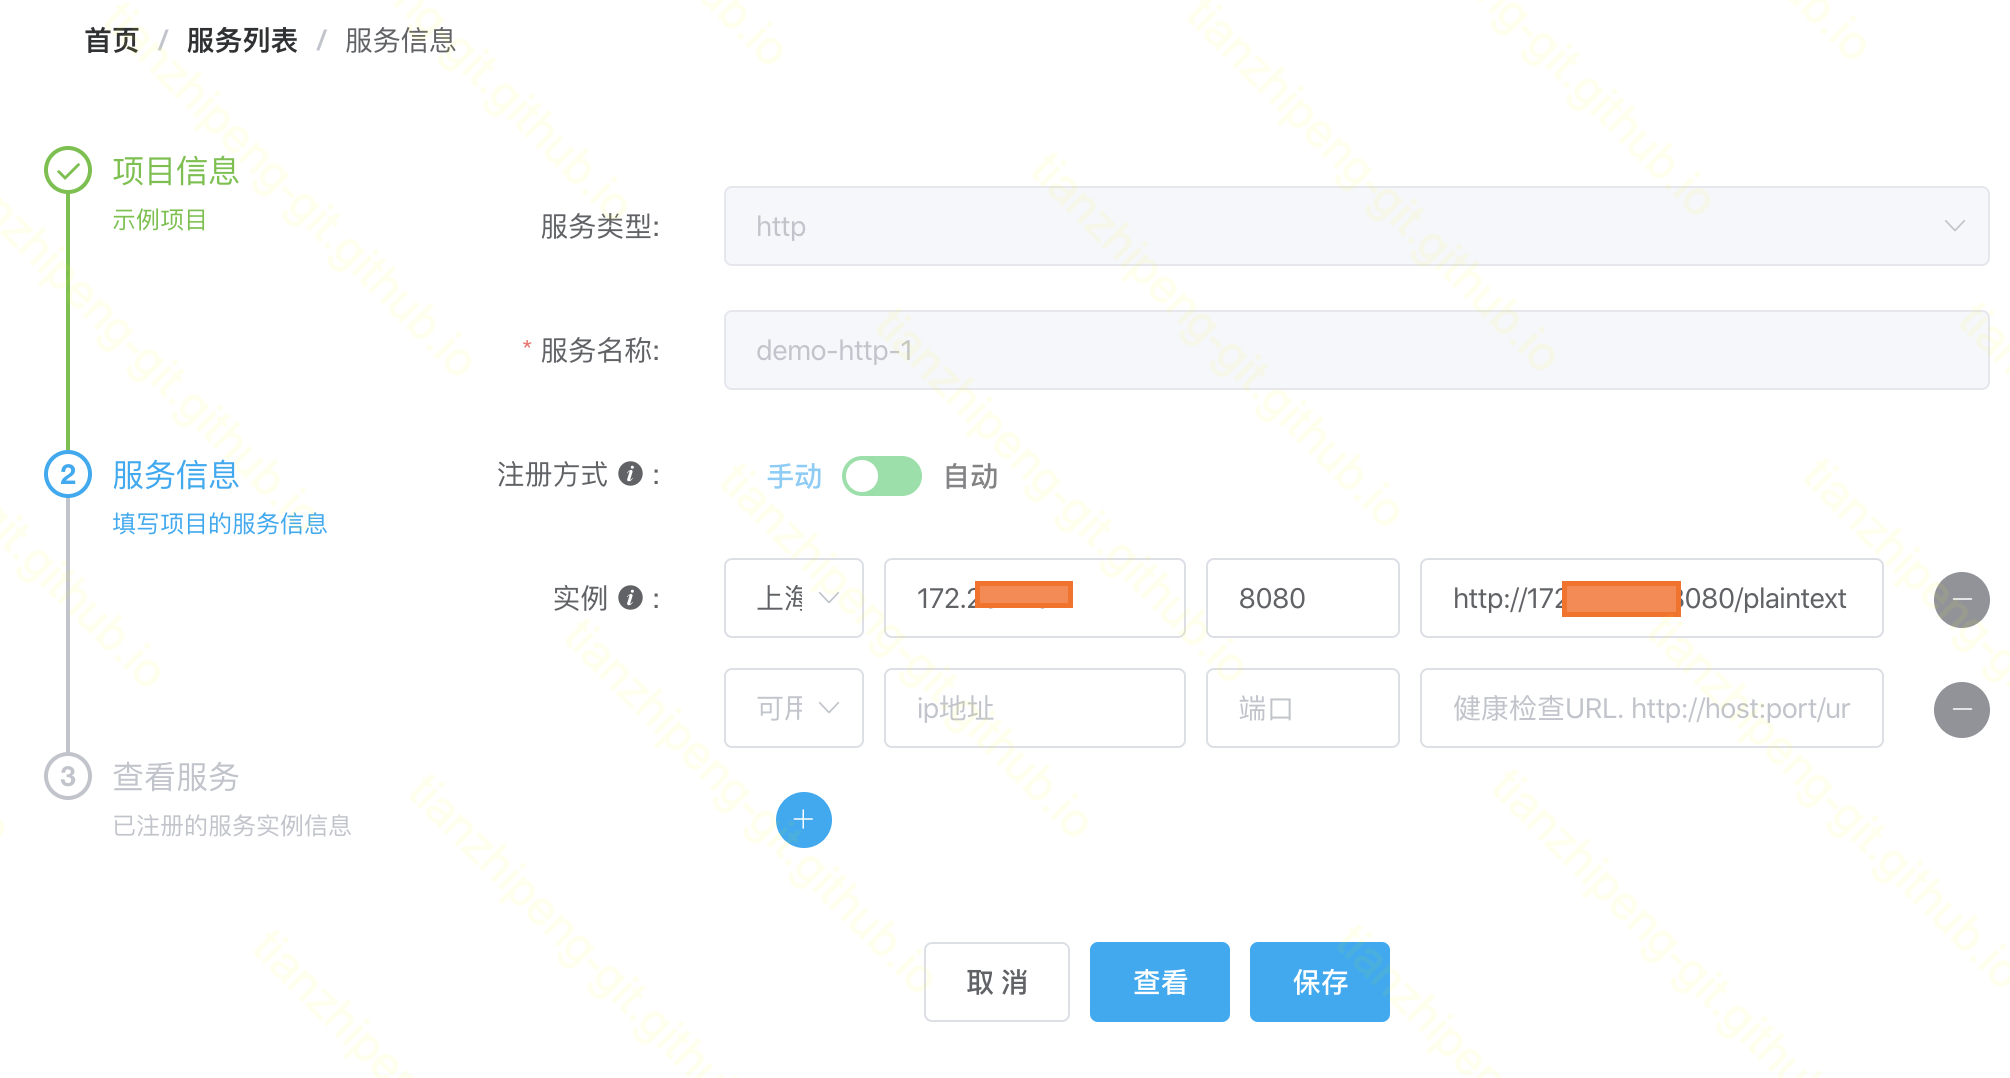 首页 / 服务列表 / 服务信息
项目信息
示例项目
服务类型:
http
* 服务名称:
demo-http-1
2
服务信息
填写项目的服务信息
注册方式 i :
手动
自动
实例 i :
上海
172.2
8080
http://172 8080/plaintext
可用
ip地址
端口
健康检查URL. http://host:port/ur
3
查看服务
已注册的服务实例信息
取 消
查看
保存
tianzhipeng-git.github.io